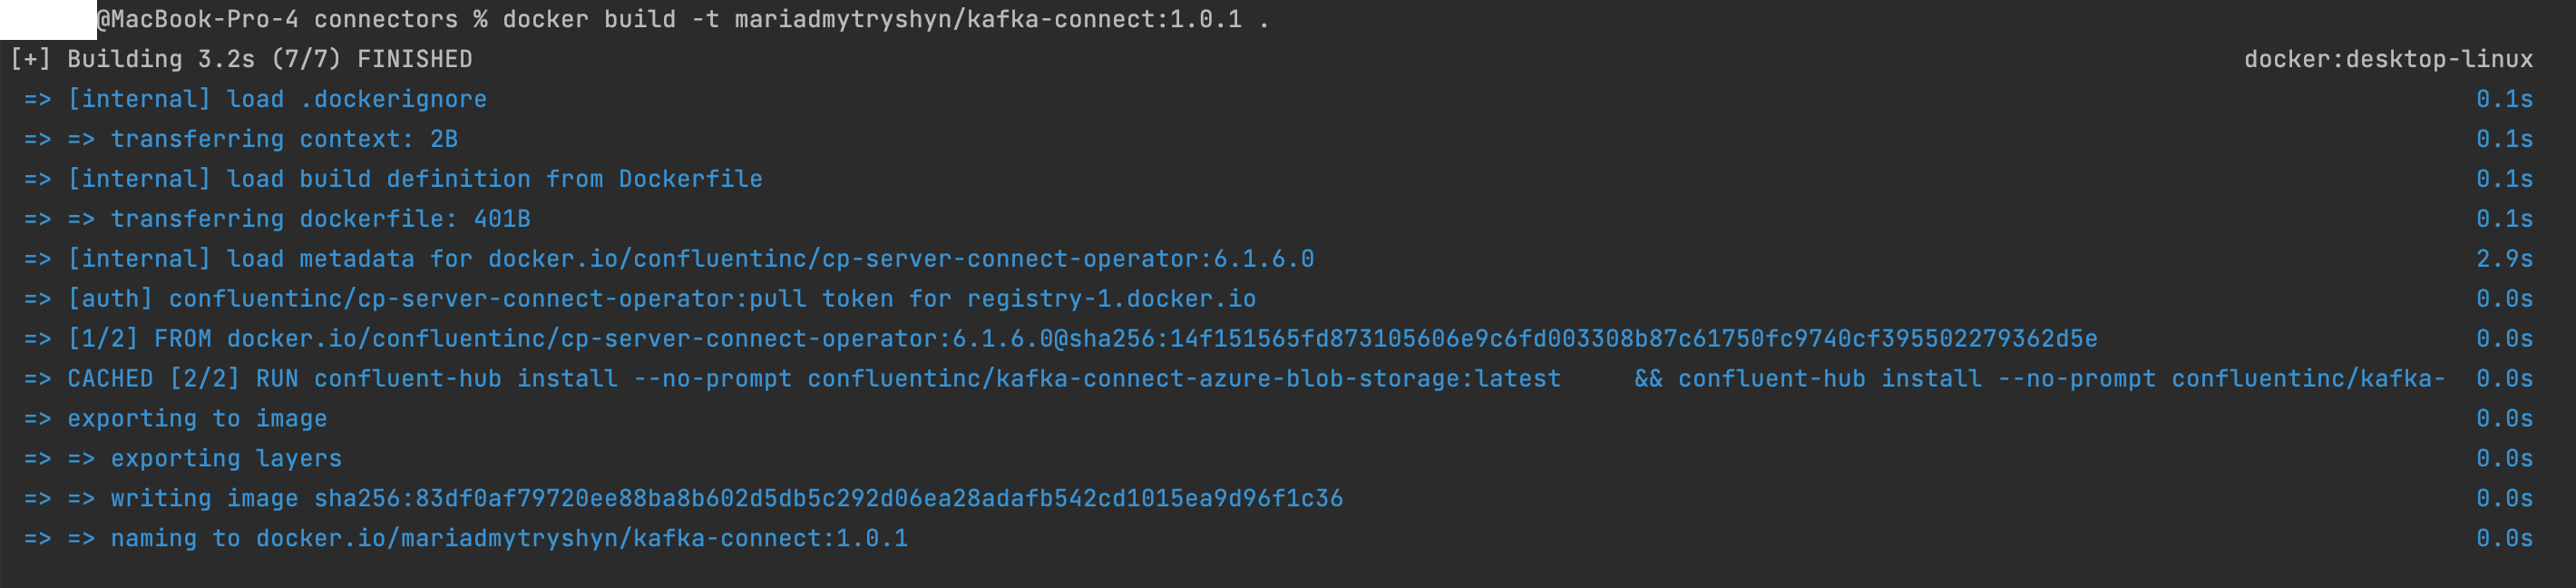 @MacBook-Pro-4 connectors % docker build -t mariadmytryshyn/kafka-connect:1.0.1 .
[+] Building 3.2s (7/7) FINISHED docker:desktop-linux
=> [internal] load .dockerignore 0.1s
=> => transferring context: 2B 0.1s
=> [internal] load build definition from Dockerfile 0.1s
=> => transferring dockerfile: 401B 0.1s
=> [internal] load metadata for docker.io/confluentinc/cp-server-connect-operator:6.1.6.0 2.9s
=> [auth] confluentinc/cp-server-connect-operator:pull token for registry-1.docker.io 0.0s
=> [1/2] FROM docker.io/confluentinc/cp-server-connect-operator:6.1.6.0@sha256:14f151565fd873105606e9c6fd003308b87c61750fc9740cf395502279362d5e 0.0s
=> CACHED [2/2] RUN confluent-hub install --no-prompt confluentinc/kafka-connect-azure-blob-storage:latest     && confluent-hub install --no-prompt confluentinc/kafka- 0.0s
=> exporting to image 0.0s
=> => exporting layers 0.0s
=> => writing image sha256:83df0af79720ee88ba8b602d5db5c292d06ea28adafb542cd1015ea9d96f1c36 0.0s
=> => naming to docker.io/mariadmytryshyn/kafka-connect:1.0.1 0.0s